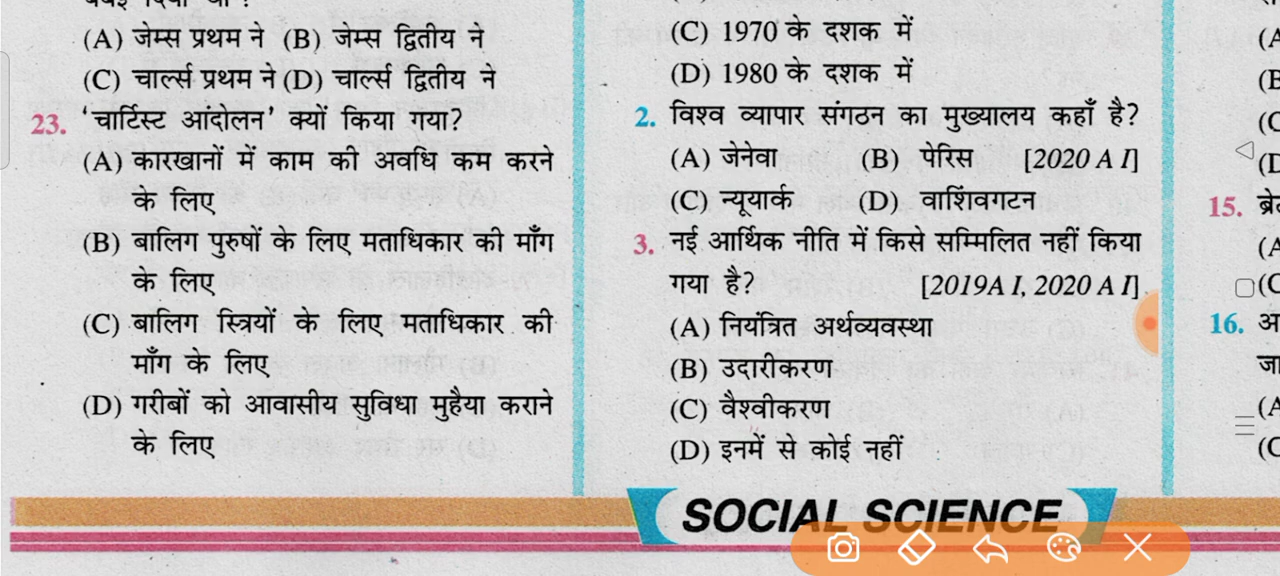 (A) जेम्स प्रथम ने (B) जेम्स द्वितीय ने
(C) चार्ल्स प्रथम ने (D) चार्ल्स द्वितीय ने
23. 'चार्टिस्ट आंदोलन' क्यों किया गया?
(A) कारखानों में काम की अवधि कम करने
के लिए
(B) बालिग पुरुषों के लिए मताधिकार की माँग
के लिए
(C) बालिग स्त्रियों के लिए मताधिकार की
माँग के लिए
(D) गरीबों को आवासीय सुविधा मुहैया कराने
के लिए
(C) 1970 के दशक में
(D) 1980 के दशक में
2. विश्व व्यापार संगठन का मुख्यालय कहाँ है?
(A) जेनेवा (B) पेरिस [2020 A I]
(C) न्यूयार्क (D) वाशिंवगटन
3. नई आर्थिक नीति में किसे सम्मिलित नहीं किया
गया है? [2019A I, 2020 A I]
(A) नियंत्रित अर्थव्यवस्था
(B) उदारीकरण
(C) वैश्वीकरण
(D) इनमें से कोई नहीं
15.
16.
SOCIAL SCIENCE